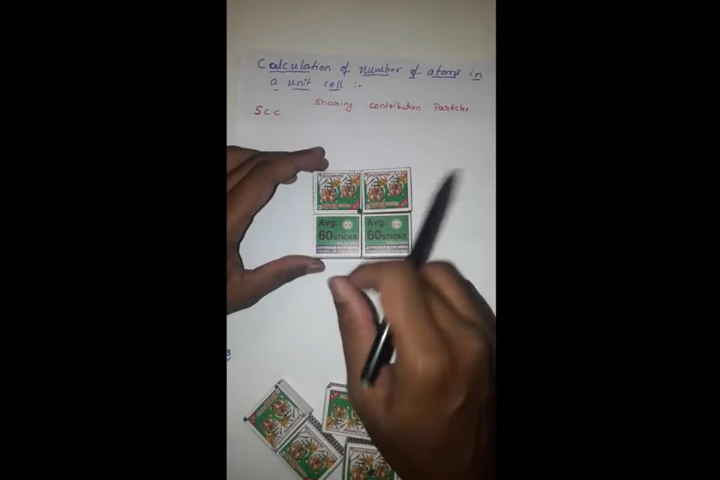 Calculation of number of atoms in
a unit cell :-
Sharing contribution Particles
Scc
Avg. Avg.
60 STICKS 60 STICKS